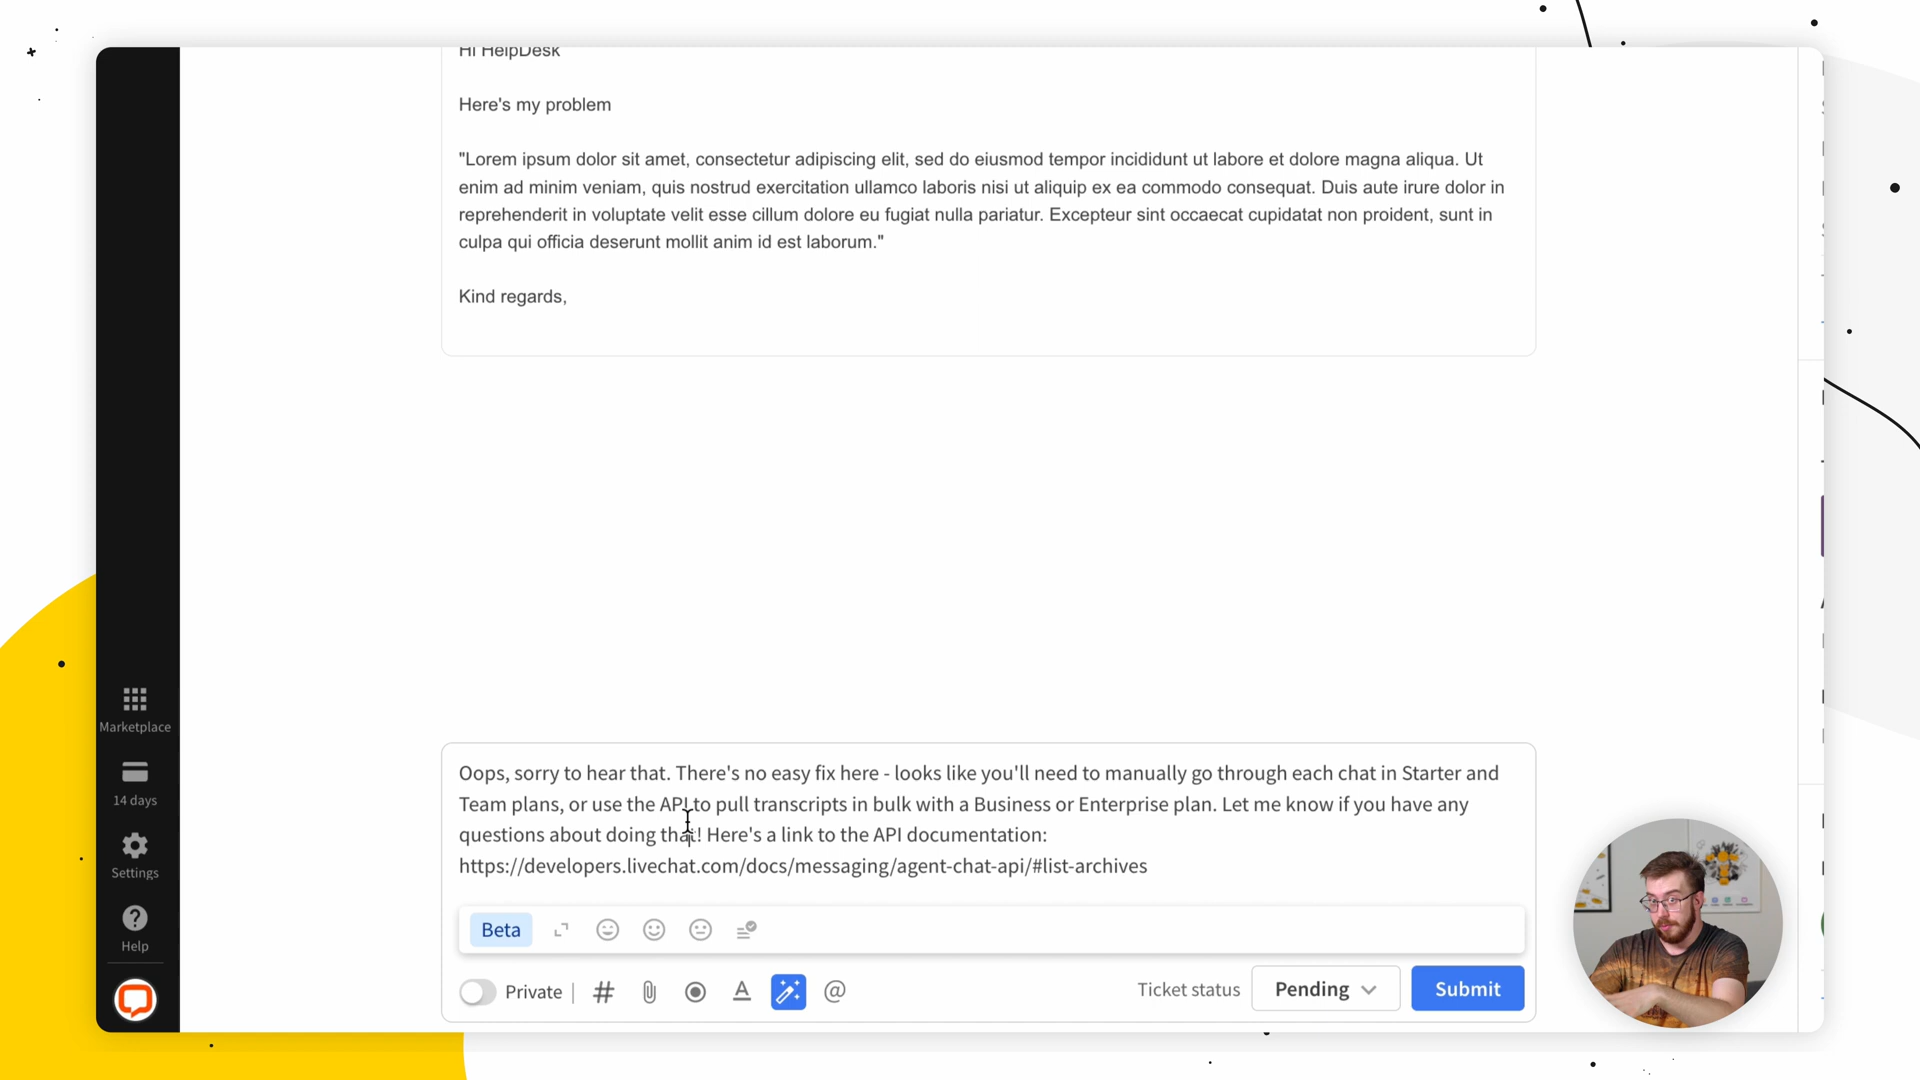 Hi HelpDesk
Here's my problem
"Lorem ipsum dolor sit amet, consectetur adipiscing elit, sed do eiusmod tempor incididunt ut labore et dolore magna aliqua. Ut
enim ad minim veniam, quis nostrud exercitation ullamco laboris nisi ut aliquip ex ea commodo consequat. Duis aute irure dolor in
reprehenderit in voluptate velit esse cillum dolore eu fugiat nulla pariatur. Excepteur sint occaecat cupidatat non proident, sunt in
culpa qui officia deserunt mollit anim id est laborum."
Kind regards,
Marketplace
14 days
Settings
Help
Oops, sorry to hear that. There's no easy fix here - looks like you'll need to manually go through each chat in Starter and
Team plans, or use the API to pull transcripts in bulk with a Business or Enterprise plan. Let me know if you have any
questions about doing that! Here's a link to the API documentation:
https://developers.livechat.com/docs/messaging/agent-chat-api/#list-archives
Beta
Private
Ticket status
Pending
Submit